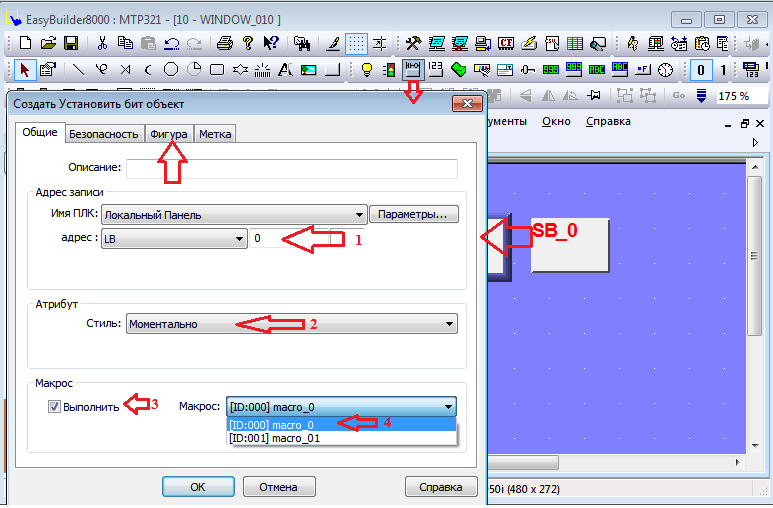 EasyBuilder8000 : MTP321 - [10 - WINDOW_010 ]
0 1
Go 175 %
Создать Установить бит объект
ументы Окно Справка
Общие Безопасность Фигура Метка
Описание:
Адрес записи
Имя ПЛК: Локальный Панель Параметры...
адрес : LB 0 1
SB_0
Атрибут
Стиль: Моментально 2
Макрос
Выполнить 3 Макрос: [ID:000] macro_0
[ID:000] macro_0 4
[ID:001] macro_01
OK Отмена Справка
50i (480 x 272)